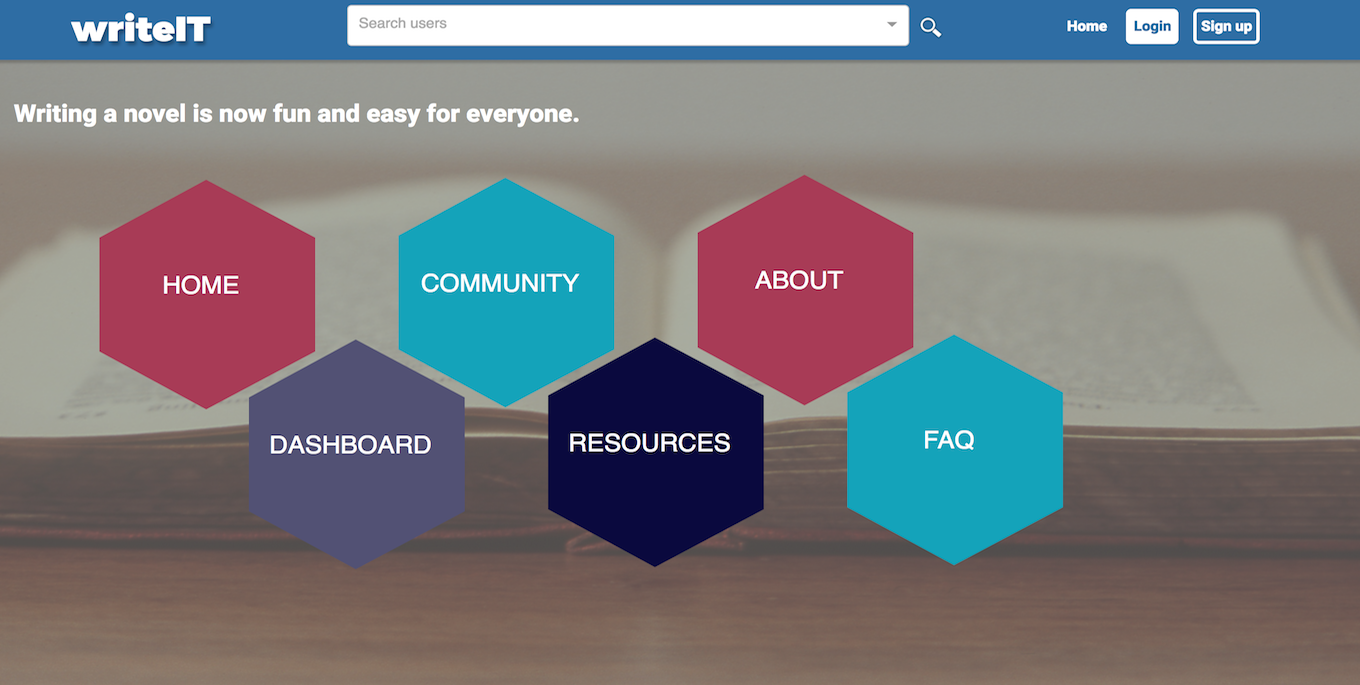 writeIT
Search users
Home
Login
Sign up
Writing a novel is now fun and easy for everyone.
HOME
COMMUNITY
ABOUT
DASHBOARD
RESOURCES
FAQ